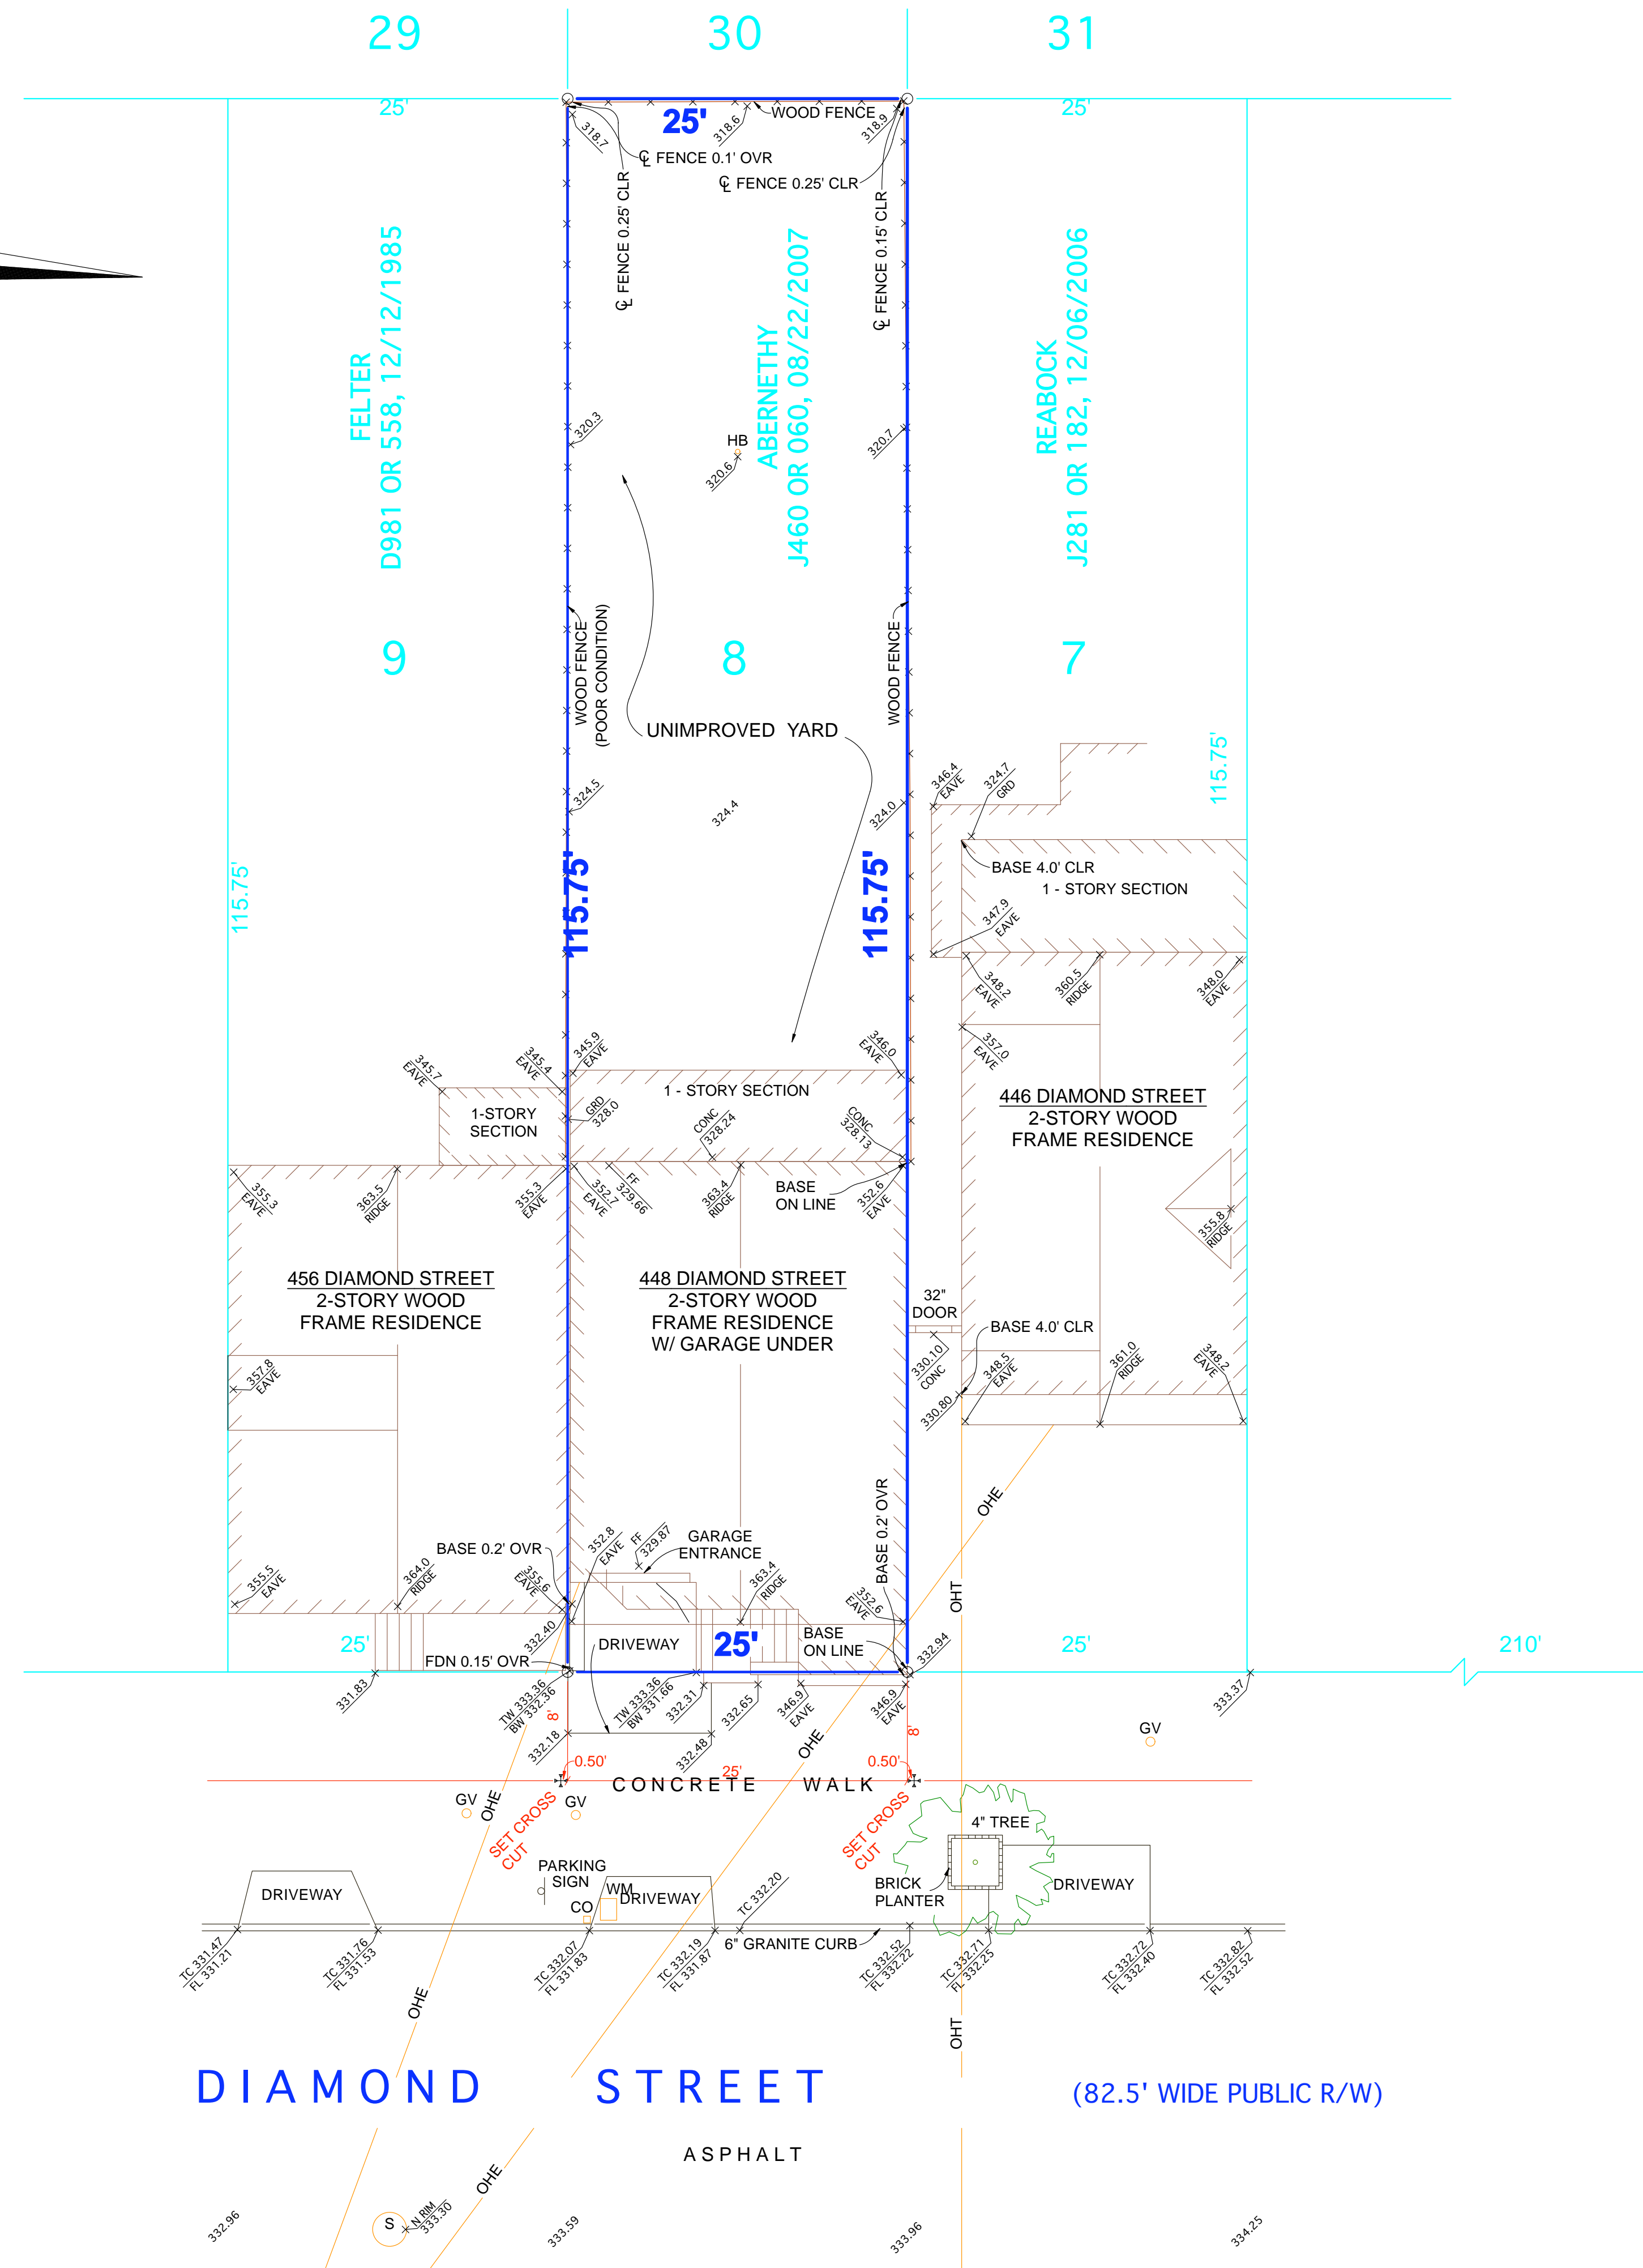 29
30
31
25'
25'
25'
WOOD FENCE
318.7
318.6
318.9
℄ FENCE 0.1' OVR
℄ FENCE 0.25' CLR
℄ FENCE 0.25' CLR
℄ FENCE 0.15' CLR
FELTER
D981 OR 558, 12/12/1985
ABERNETHY
J460 OR 060, 08/22/2007
REABOCK
J281 OR 182, 12/06/2006
320.3
HB
320.6
320.7
WOOD FENCE
(POOR CONDITION)
WOOD FENCE
9
8
7
UNIMPROVED YARD
115.75'
346.4
EAVE
324.7
GRD
324.5
324.4
324.0
115.75'
115.75'
115.75'
BASE 4.0' CLR
1 - STORY SECTION
347.9
EAVE
348.2
EAVE
360.5
RIDGE
348.0
EAVE
345.7
EAVE
345.4
EAVE
345.9
EAVE
346.0
EAVE
357.0
EAVE
1 - STORY SECTION
1-STORY
SECTION
GRD
328.0
CONC
328.24
CONC
328.13
446 DIAMOND STREET
2-STORY WOOD
FRAME RESIDENCE
355.3
EAVE
363.5
RIDGE
355.3
EAVE
352.7
EAVE
FF
329.66
363.4
RIDGE
BASE
ON LINE
352.6
EAVE
355.8
RIDGE
456 DIAMOND STREET
2-STORY WOOD
FRAME RESIDENCE
448 DIAMOND STREET
2-STORY WOOD
FRAME RESIDENCE
W/ GARAGE UNDER
32"
DOOR
BASE 4.0' CLR
357.8
EAVE
330.10
CONC
348.5
EAVE
361.0
RIDGE
348.2
EAVE
330.80
OHE
BASE 0.2' OVR
BASE 0.2' OVR
352.8
EAVE
FF
329.87
GARAGE
ENTRANCE
355.5
EAVE
364.0
RIDGE
355.6
EAVE
363.4
RIDGE
352.6
EAVE
OHT
332.40
25'
DRIVEWAY
25'
BASE
ON LINE
332.94
25'
210'
FDN 0.15' OVR
331.83
TW 333.36
BW 332.36
TW 333.36
BW 331.66
332.31
332.65
346.9
EAVE
346.9
EAVE
333.37
8'
8'
332.18
332.48
OHE
GV
0.50'
25'
0.50'
CONCRETE WALK
GV
OHE
GV
SET CROSS
CUT
SET CROSS
CUT
4" TREE
PARKING
SIGN
BRICK
PLANTER
DRIVEWAY
DRIVEWAY
CO
WM
DRIVEWAY
TC 332.20
6" GRANITE CURB
TC 331.47
FL 331.21
TC 331.76
FL 331.53
TC 332.07
FL 331.83
TC 332.19
FL 331.87
TC 332.52
FL 332.22
TC 332.71
FL 332.25
TC 332.72
FL 332.40
TC 332.82
FL 332.52
OHE
OHT
DIAMOND STREET
(82.5' WIDE PUBLIC R/W)
ASPHALT
OHE
332.96
S
N RIM
333.30
333.59
333.96
334.25